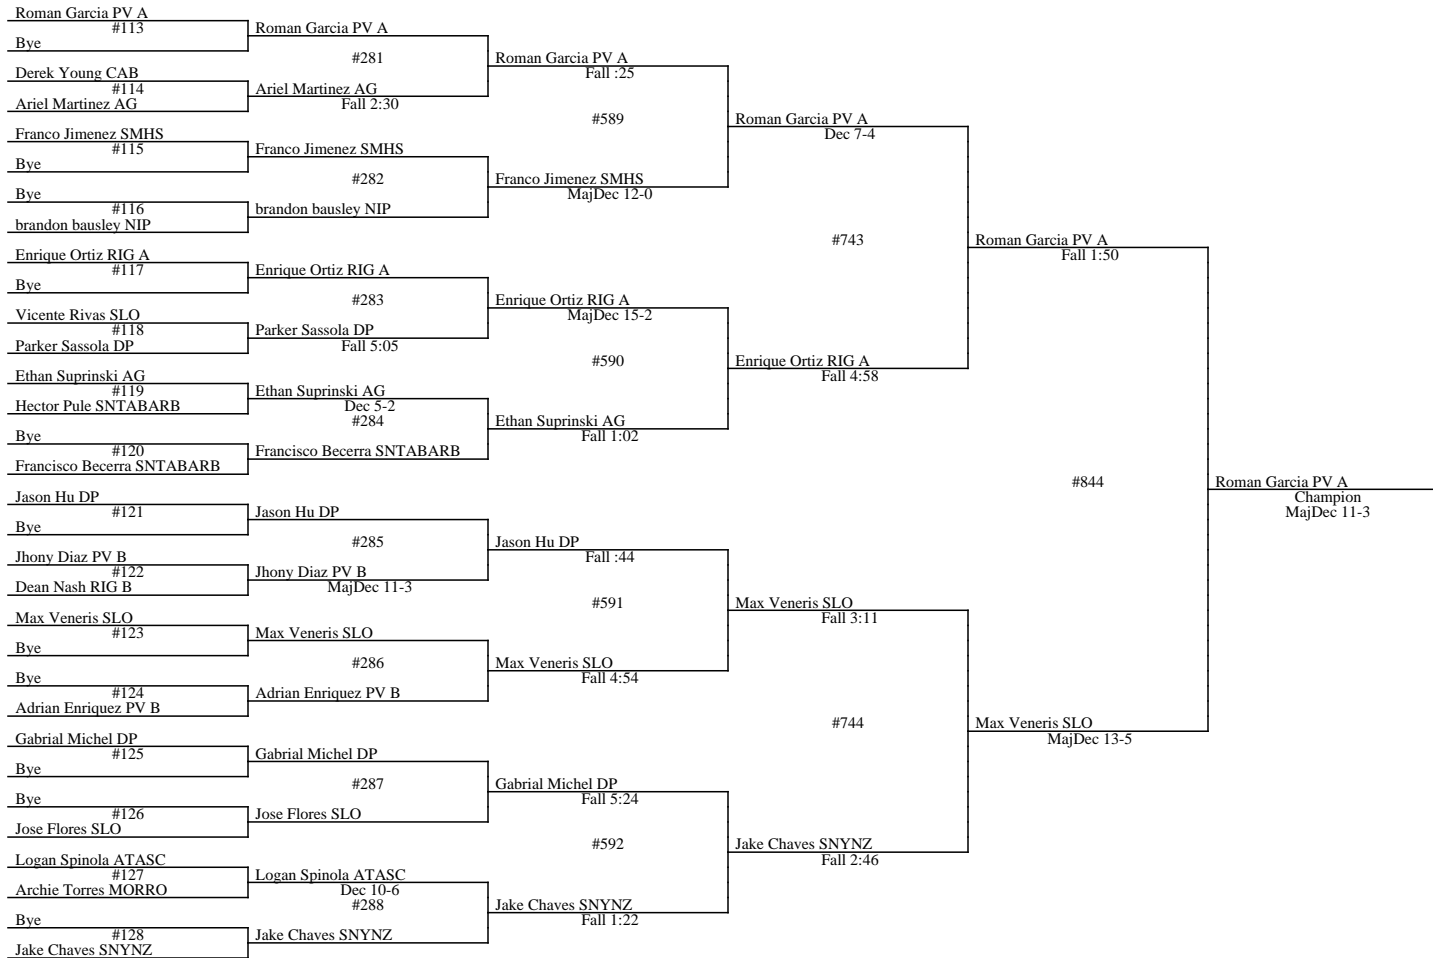 Roman Garcia PV A
#113
Bye
Derek Young CAB
#114
Ariel Martinez AG
Franco Jimenez SMHS
#115
Bye
Bye
#116
brandon bausley NIP
Enrique Ortiz RIG A
#117
Bye
Vicente Rivas SLO
#118
Parker Sassola DP
Ethan Suprinski AG
#119
Hector Pule SNTABARB
Bye
#120
Francisco Becerra SNTABARB
Jason Hu DP
#121
Bye
Jhony Diaz PV B
#122
Dean Nash RIG B
Max Veneris SLO
#123
Bye
Bye
#124
Adrian Enriquez PV B
Gabrial Michel DP
#125
Bye
Bye
#126
Jose Flores SLO
Logan Spinola ATASC
#127
Archie Torres MORRO
Bye
#128
Jake Chaves SNYNZ
Roman Garcia PV A
#281
Ariel Martinez AG
Fall 2:30
Franco Jimenez SMHS
#282
brandon bausley NIP
Enrique Ortiz RIG A
#283
Parker Sassola DP
Fall 5:05
Ethan Suprinski AG
Dec 5-2
#284
Francisco Becerra SNTABARB
Jason Hu DP
#285
Jhony Diaz PV B
MajDec 11-3
Max Veneris SLO
#286
Adrian Enriquez PV B
Gabrial Michel DP
#287
Jose Flores SLO
Logan Spinola ATASC
Dec 10-6
#288
Jake Chaves SNYNZ
Roman Garcia PV A
Fall :25
#589
Franco Jimenez SMHS
MajDec 12-0
Enrique Ortiz RIG A
MajDec 15-2
#590
Ethan Suprinski AG
Fall 1:02
Jason Hu DP
Fall :44
#591
Max Veneris SLO
Fall 4:54
Gabrial Michel DP
Fall 5:24
#592
Jake Chaves SNYNZ
Fall 1:22
Roman Garcia PV A
Dec 7-4
#743
Enrique Ortiz RIG A
Fall 4:58
Max Veneris SLO
Fall 3:11
#744
Jake Chaves SNYNZ
Fall 2:46
Roman Garcia PV A
Fall 1:50
#844
Max Veneris SLO
MajDec 13-5
Roman Garcia PV A
Champion
MajDec 11-3